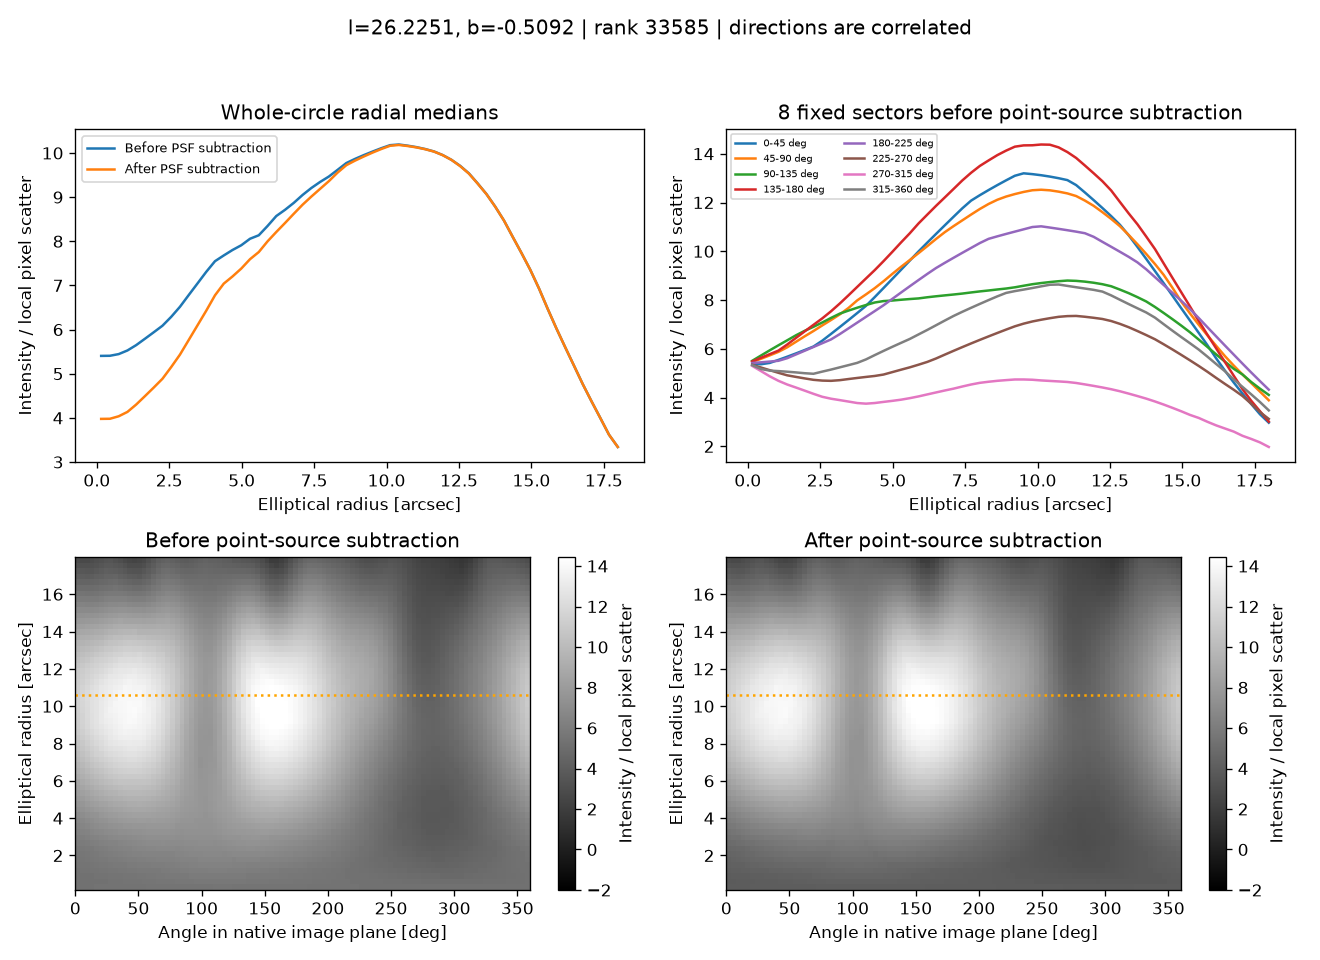 l=26.2251, b=-0.5092 | rank 33585 | directions are correlated
Whole-circle radial medians
Before PSF subtraction
After PSF subtraction
10
9
8
7
6
5
4
3
Intensity / local pixel scatter
0.0 2.5 5.0 7.5 10.0 12.5 15.0 17.5
Elliptical radius [arcsec]
8 fixed sectors before point-source subtraction
0-45 deg
45-90 deg
90-135 deg
135-180 deg
180-225 deg
225-270 deg
270-315 deg
315-360 deg
14
12
10
8
6
4
2
Intensity / local pixel scatter
0.0 2.5 5.0 7.5 10.0 12.5 15.0 17.5
Elliptical radius [arcsec]
Before point-source subtraction
16
14
12
10
8
6
4
2
Elliptical radius [arcsec]
0 50 100 150 200 250 300 350
Angle in native image plane [deg]
14
12
10
8
6
4
2
0
−2
Intensity / local pixel scatter
After point-source subtraction
16
14
12
10
8
6
4
2
Elliptical radius [arcsec]
0 50 100 150 200 250 300 350
Angle in native image plane [deg]
14
12
10
8
6
4
2
0
−2
Intensity / local pixel scatter